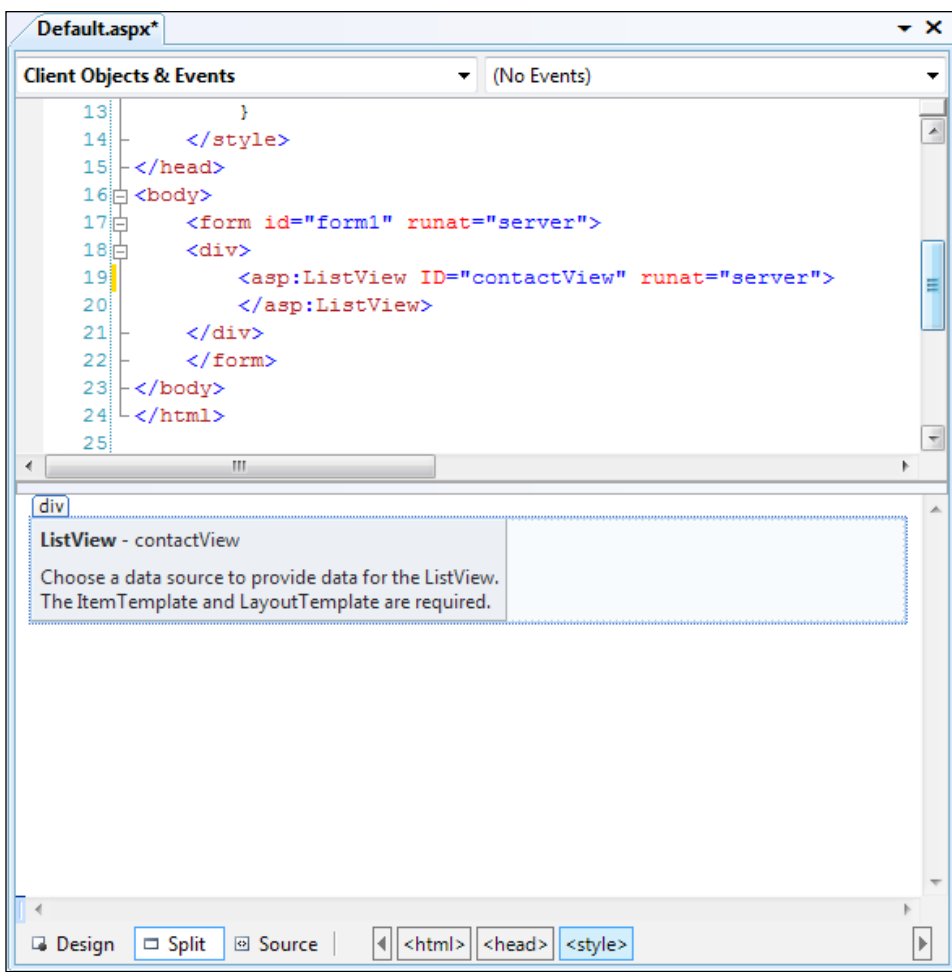 Default.aspx*
Client Objects & Events (No Events)
13 }
14 </style>
15 </head>
16 <body>
17 <form id="form1" runat="server">
18 <div>
19 <asp:ListView ID="contactView" runat="server">
20 </asp:ListView>
21 </div>
22 </form>
23 </body>
24 </html>
25
div
ListView - contactView
Choose a data source to provide data for the ListView.
The ItemTemplate and LayoutTemplate are required.
Design Split Source <html> <head> <style>